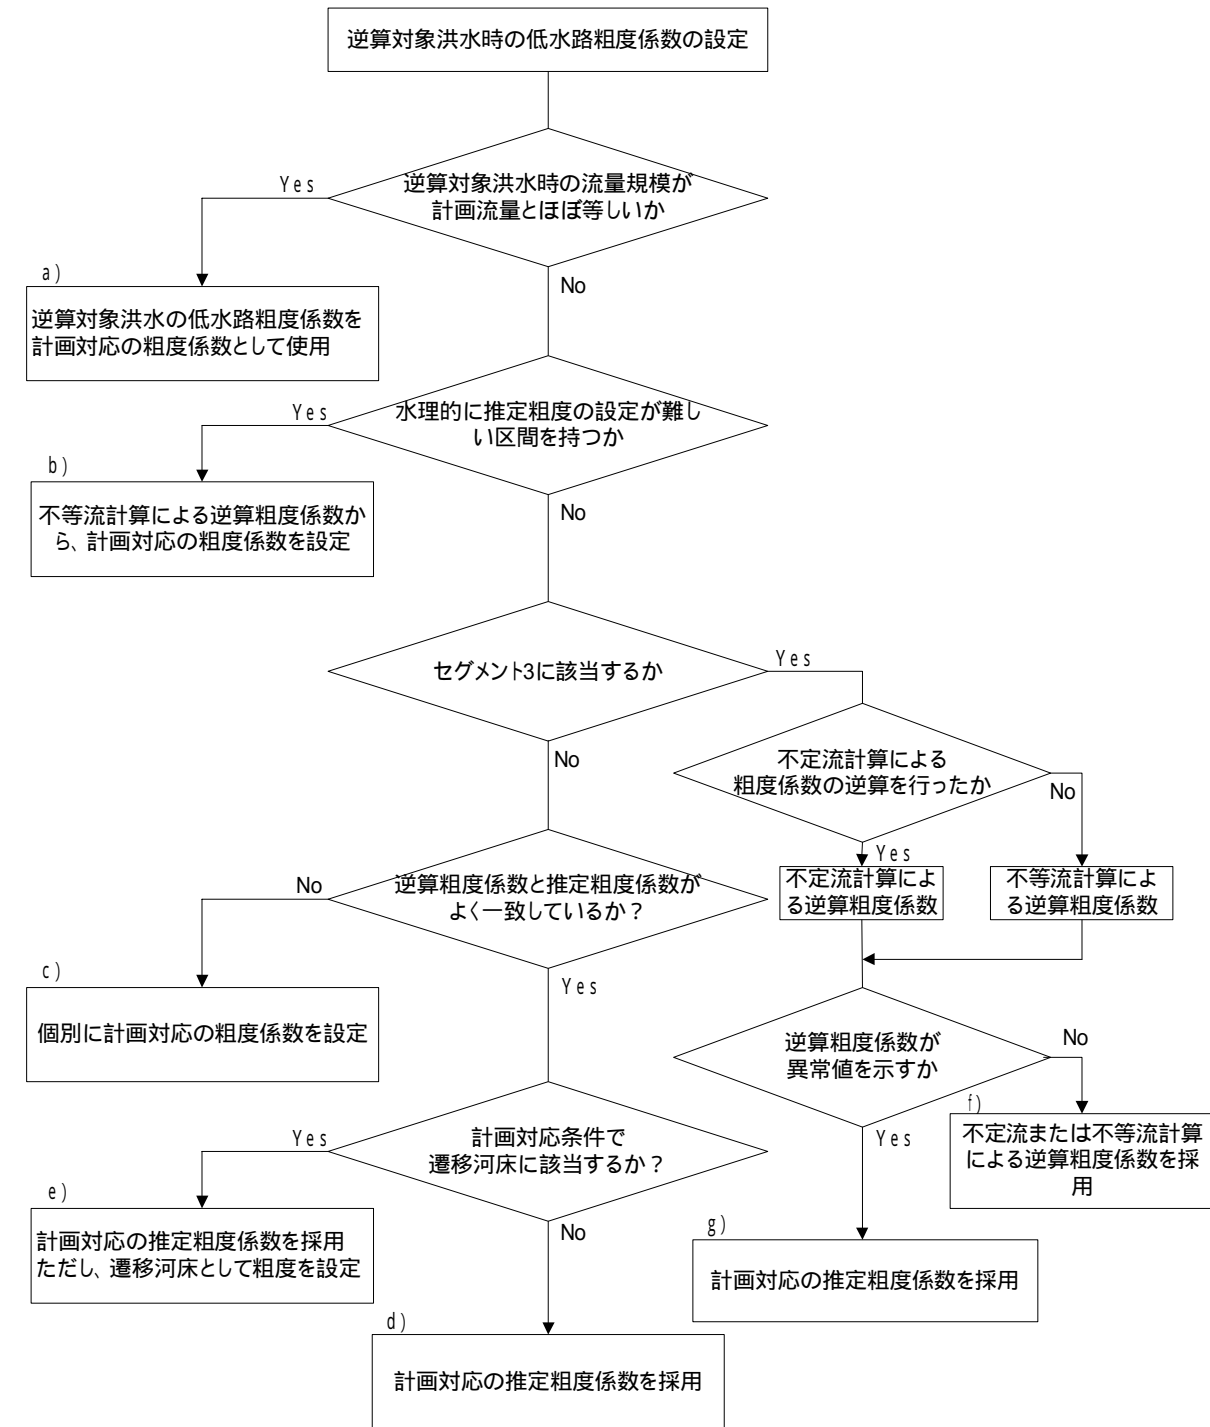 逆算対象洪水時の低水路粗度係数の設定
逆算対象洪水時の流量規模が
計画流量とほぼ等しいか
Yes
No
a)
逆算対象洪水の低水路粗度係数を
計画対応の粗度係数として使用
水理的に推定粗度の設定が難し
い区間を持つか
Yes
No
b)
不等流計算による逆算粗度係数か
ら、計画対応の粗度係数を設定
セグメント3に該当するか
Yes
No
不定流計算による
粗度係数の逆算を行ったか
No
Yes
不定流計算によ
る逆算粗度係数
不等流計算によ
る逆算粗度係数
逆算粗度係数と推定粗度係数が
よく一致しているか？
No
Yes
c)
個別に計画対応の粗度係数を設定
逆算粗度係数が
異常値を示すか
No
Yes
f)
不定流または不等流計算
による逆算粗度係数を採
用
計画対応条件で
遷移河床に該当するか？
Yes
No
e)
計画対応の推定粗度係数を採用
ただし、遷移河床として粗度を設定
g)
計画対応の推定粗度係数を採用
d)
計画対応の推定粗度係数を採用